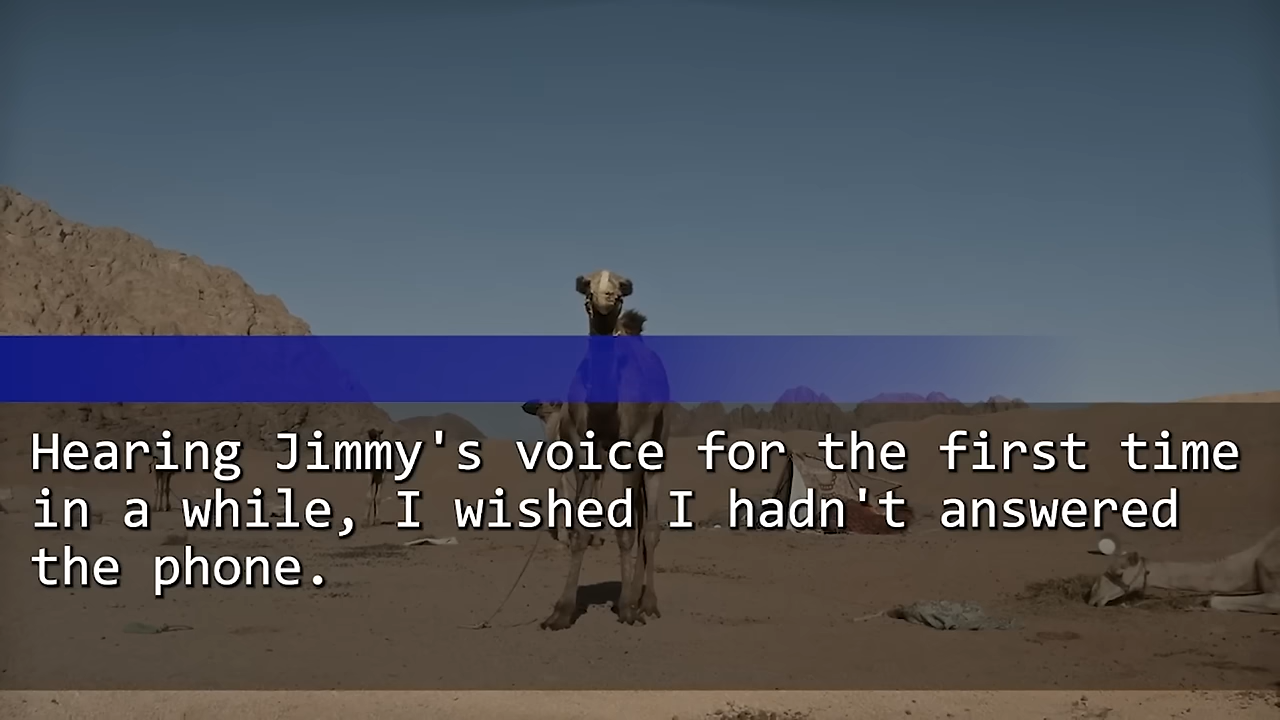 Hearing Jimmy's voice for the first time
in a while, I wished I hadn't answered
the phone.